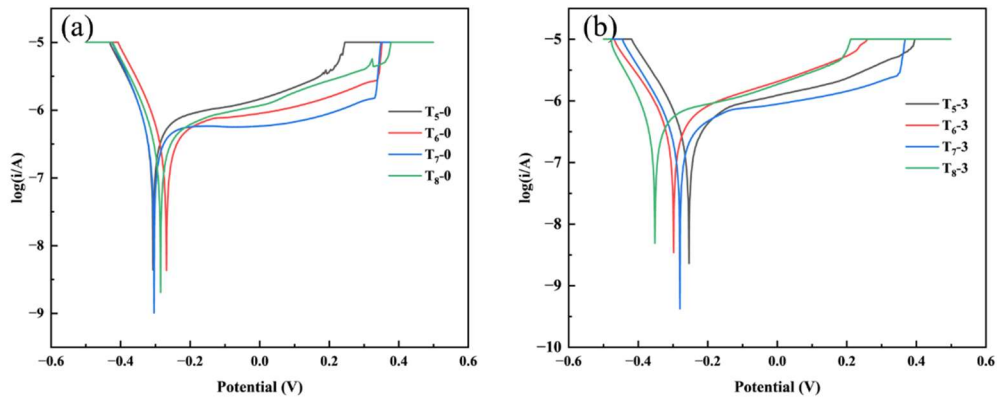 (a)
−5
−6
−7
−8
−9
log(i/A)
−0.6
−0.4
−0.2
0.0
0.2
0.4
0.6
Potential (V)
T₅-0
T₆-0
T₇-0
T₈-0
(b)
−5
−6
−7
−8
−9
−10
log(i/A)
−0.6
−0.4
−0.2
0.0
0.2
0.4
0.6
Potential (V)
T₅-3
T₆-3
T₇-3
T₈-3